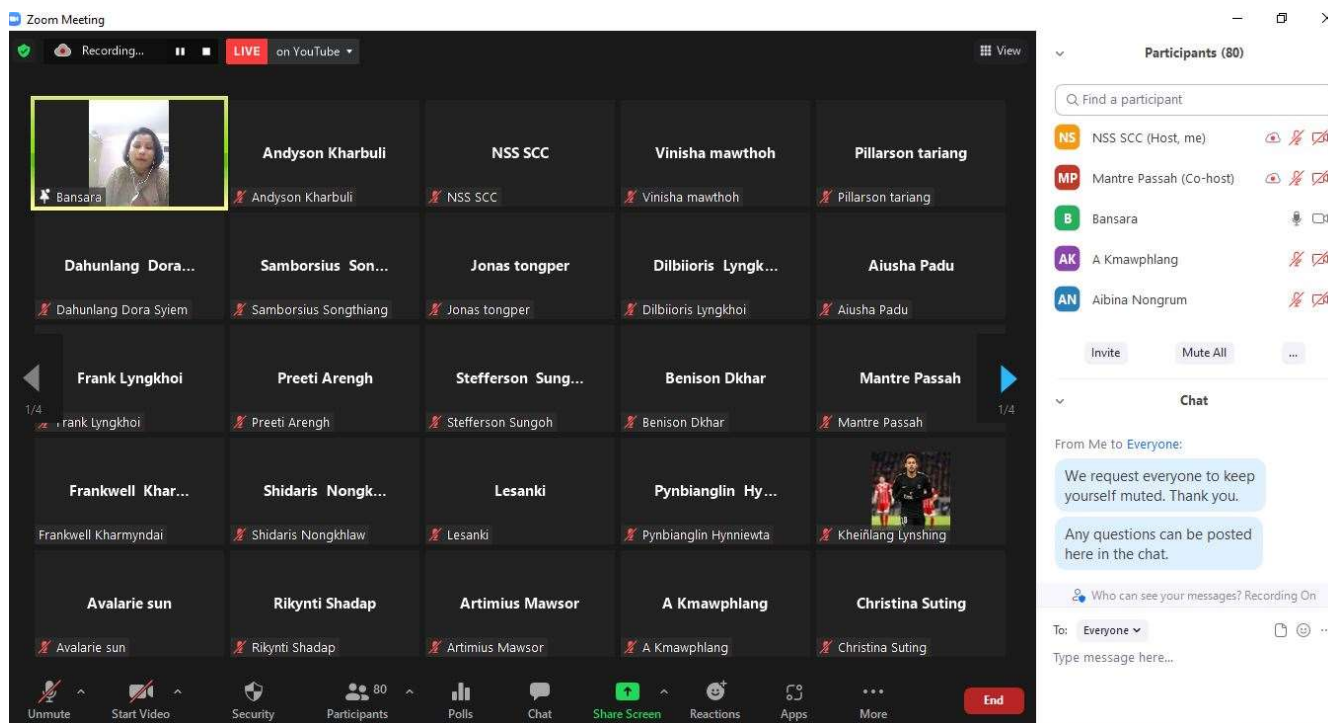 Zoom Meeting
Recording... LIVE on YouTube View
Bansara
Andyson Kharbuli
Andyson Kharbuli
NSS SCC
NSS SCC
Vinisha mawthoh
Vinisha mawthoh
Pillarson tariang
Pillarson tariang
Dahunlang Dora...
Dahunlang Dora Syiem
Samborsius Son...
Samborsius Songthiang
Jonas tongper
Jonas tongper
Dilbiioris Lyngk...
Dilbiioris Lyngkhoi
Aiusha Padu
Aiusha Padu
1/4
Frank Lyngkhoi
rank Lyngkhoi
Preeti Arengh
Preeti Arengh
Stefferson Sung...
Stefferson Sungoh
Benison Dkhar
Benison Dkhar
Mantre Passah
Mantre Passah
1/4
Frankwell Khar...
Frankwell Kharmyndai
Shidaris Nongk...
Shidaris Nongkhlaw
Lesanki
Lesanki
Pynbianglin Hy...
Pynbianglin Hynniewta
Kheiñlang Lynshing
Avalarie sun
Avalarie sun
Rikynti Shadap
Rikynti Shadap
Artimius Mawsor
Artimius Mawsor
A Kmawphlang
A Kmawphlang
Christina Suting
Christina Suting
Unmute Start Video Security Participants 80 Polls Chat Share Screen Reactions Apps More End
Participants (80)
Find a participant
NS NSS SCC (Host, me)
MP Mantre Passah (Co-host)
B Bansara
AK A Kmawphlang
AN Aibina Nongrum
Invite Mute All ...
Chat
From Me to Everyone:
We request everyone to keep
yourself muted. Thank you.
Any questions can be posted
here in the chat.
Who can see your messages? Recording On
To: Everyone
Type message here...